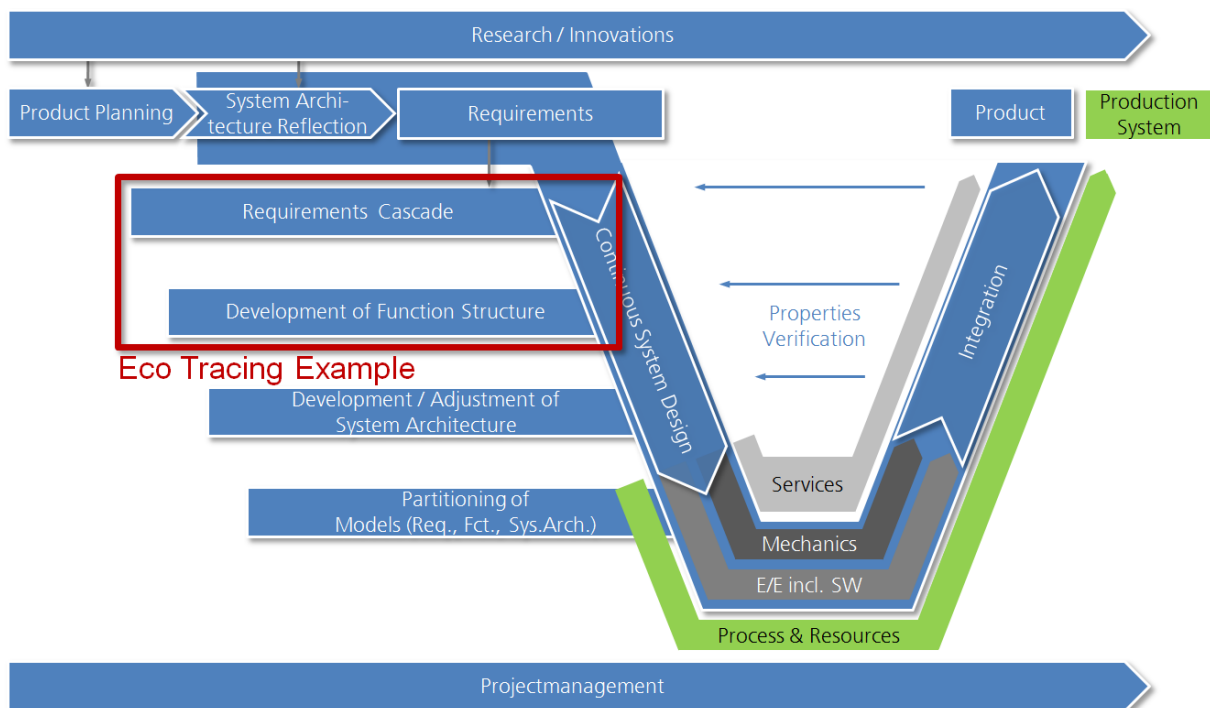 Research / Innovations
Product Planning
System Archi-
tecture Reflection
Requirements
Product
Production
System
Requirements Cascade
Continuous System Design
Development of Function Structure
Properties
Verification
Integration
Eco Tracing Example
Development / Adjustment of
System Architecture
Services
Partitioning of
Models (Req., Fct., Sys.Arch.)
Mechanics
E/E incl. SW
Process & Resources
Projectmanagement